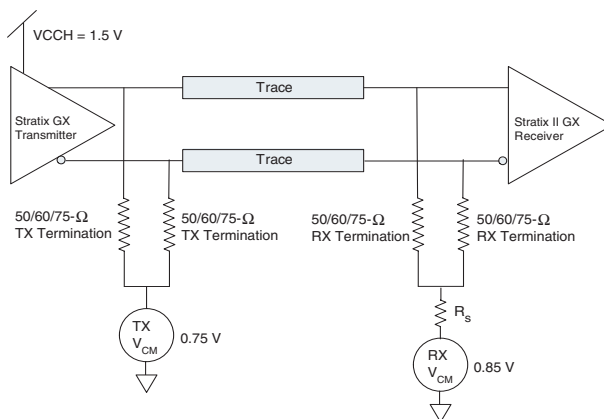 VCCH = 1.5 V
Stratix GX
Transmitter
Trace
Stratix II GX
Receiver
Trace
50/60/75-Ω
TX Termination
50/60/75-Ω
TX Termination
50/60/75-Ω
RX Termination
50/60/75-Ω
RX Termination
Rs
TX
VCM
0.75 V
RX
VCM
0.85 V